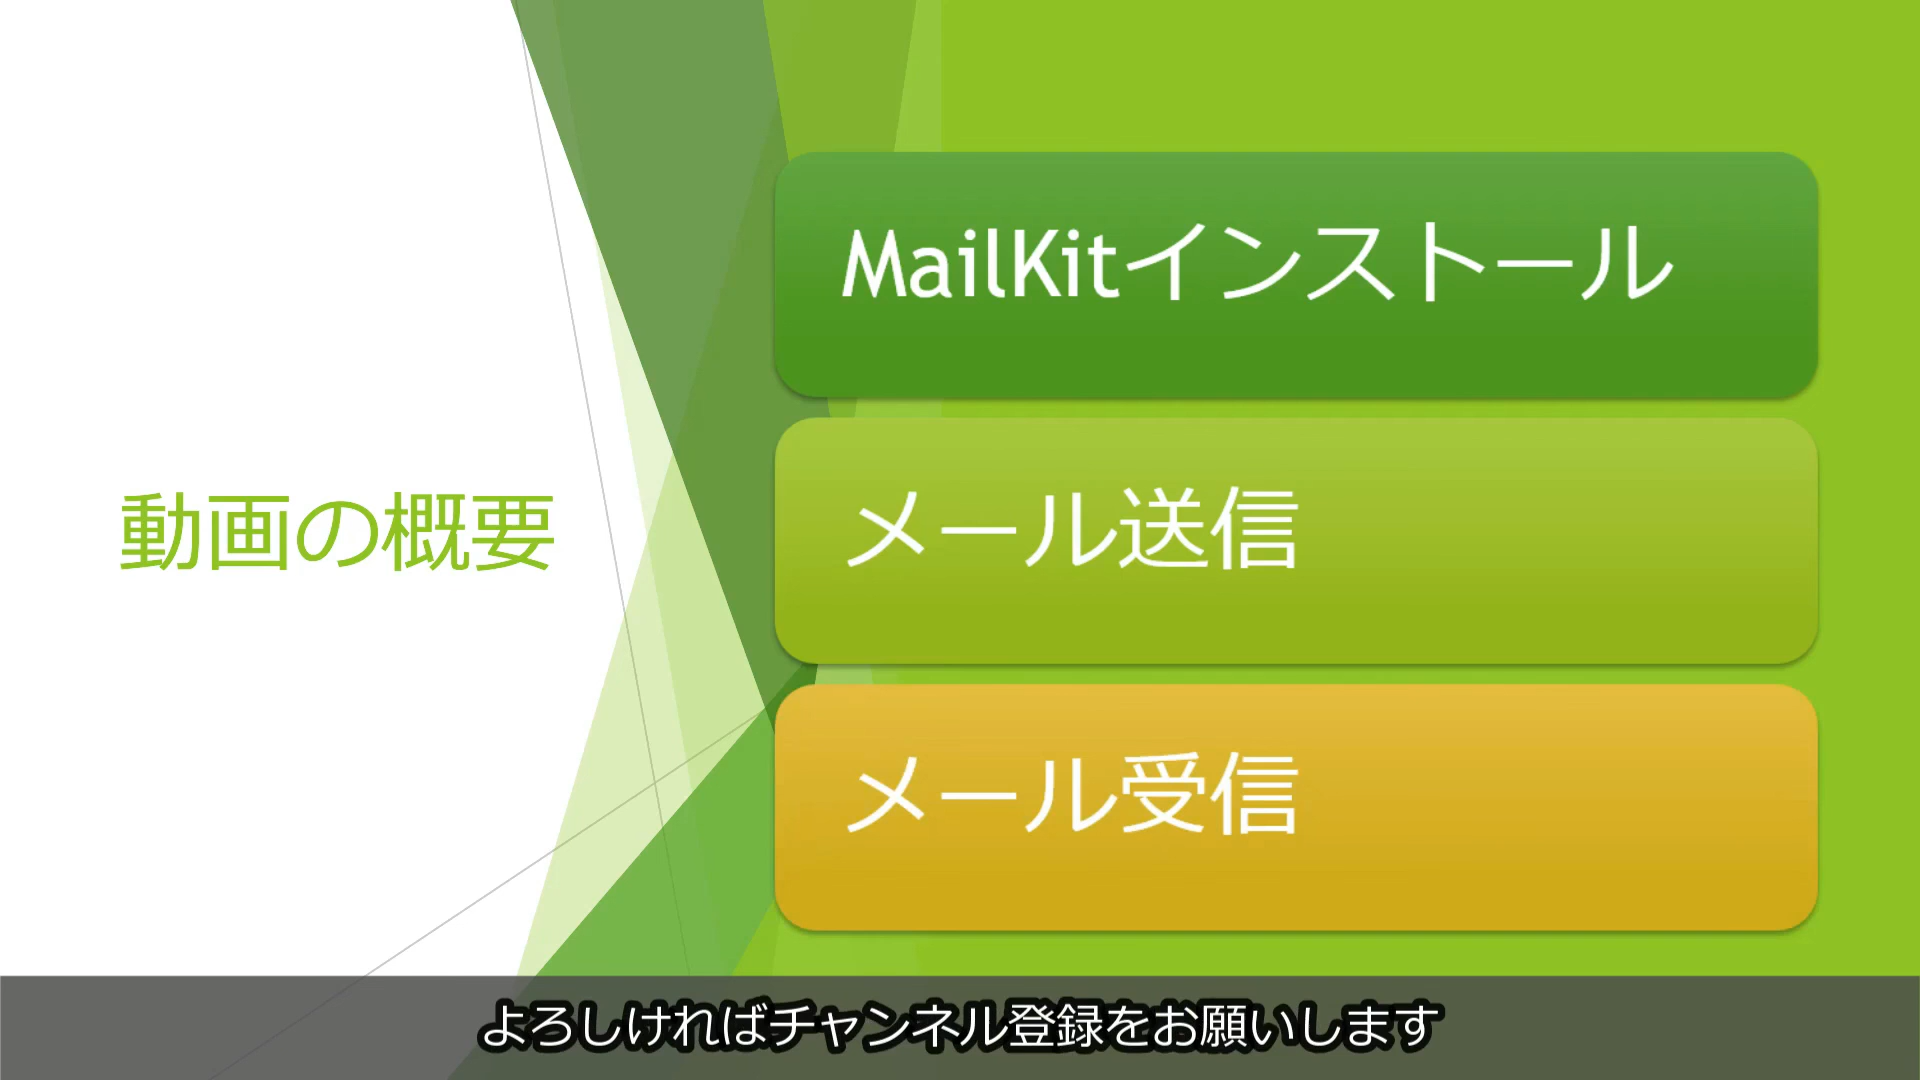 動画の概要
MailKitインストール
メール送信
メール受信
よろしければチャンネル登録をお願いします